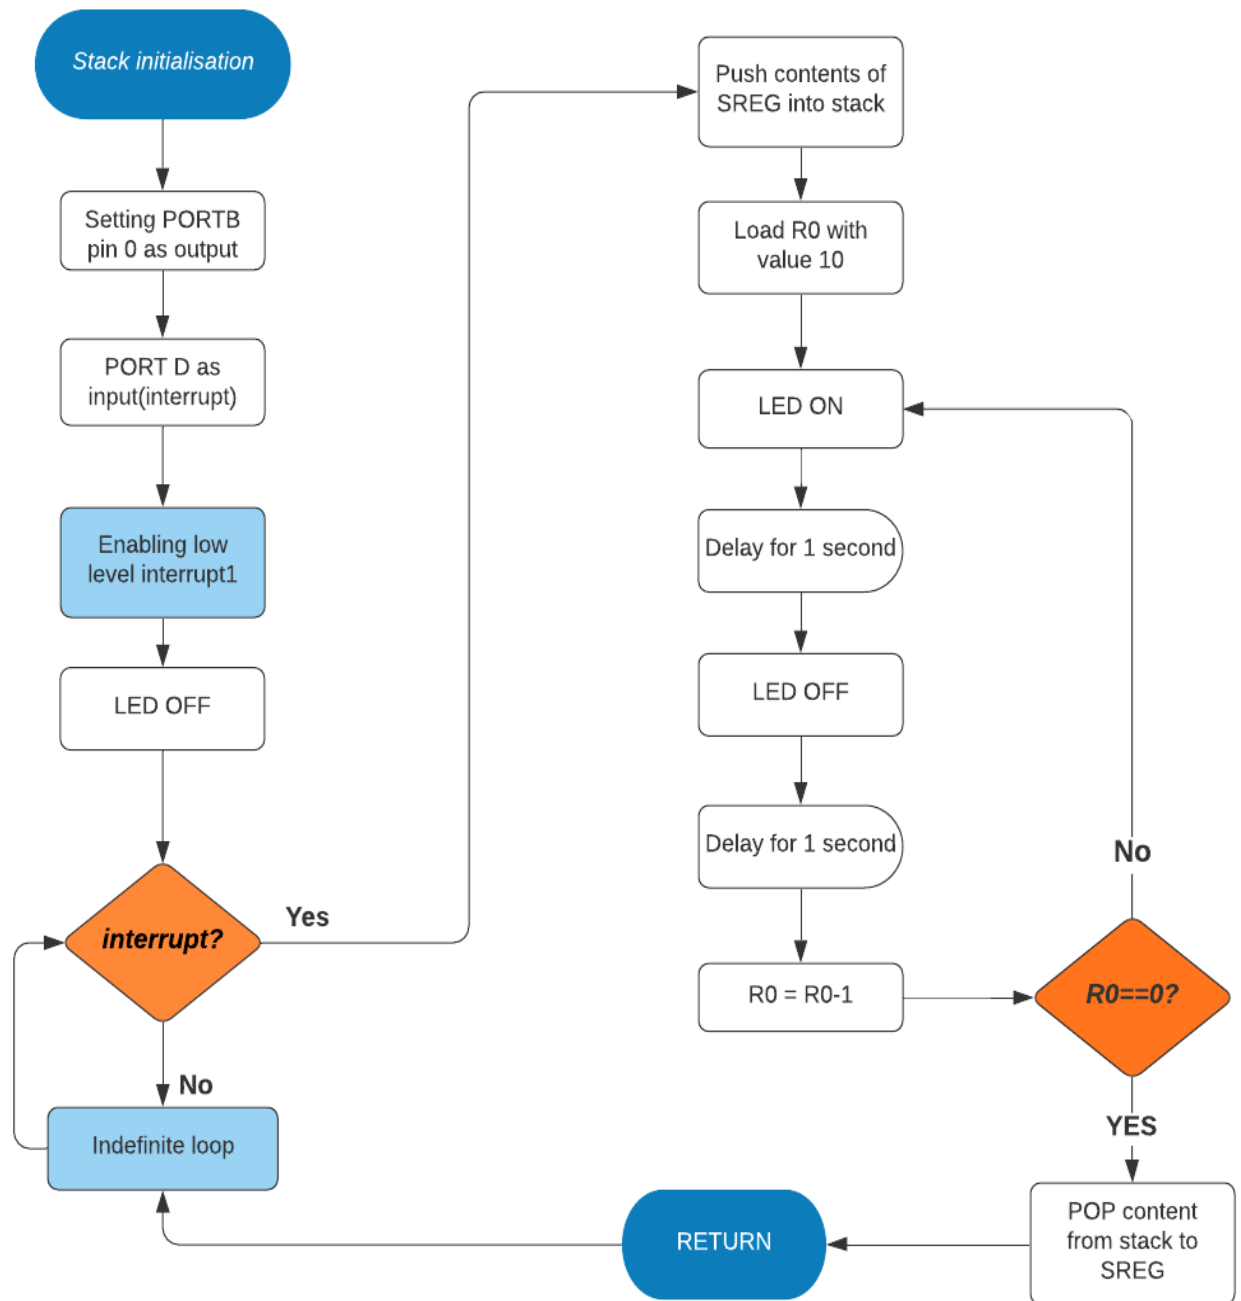 Stack initialisation
Setting PORTB
pin 0 as output
PORT D as
input(interrupt)
Enabling low
level interrupt1
LED OFF
interrupt?
Yes
No
Indefinite loop
Push contents of
SREG into stack
Load R0 with
value 10
LED ON
Delay for 1 second
LED OFF
Delay for 1 second
R0 = R0-1
R0==0?
No
YES
POP content
from stack to
SREG
RETURN